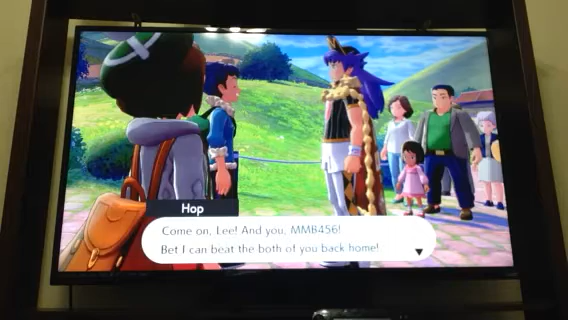 Hop
Come on, Lee! And you, MMB456!
Bet I can beat the both of you back home!